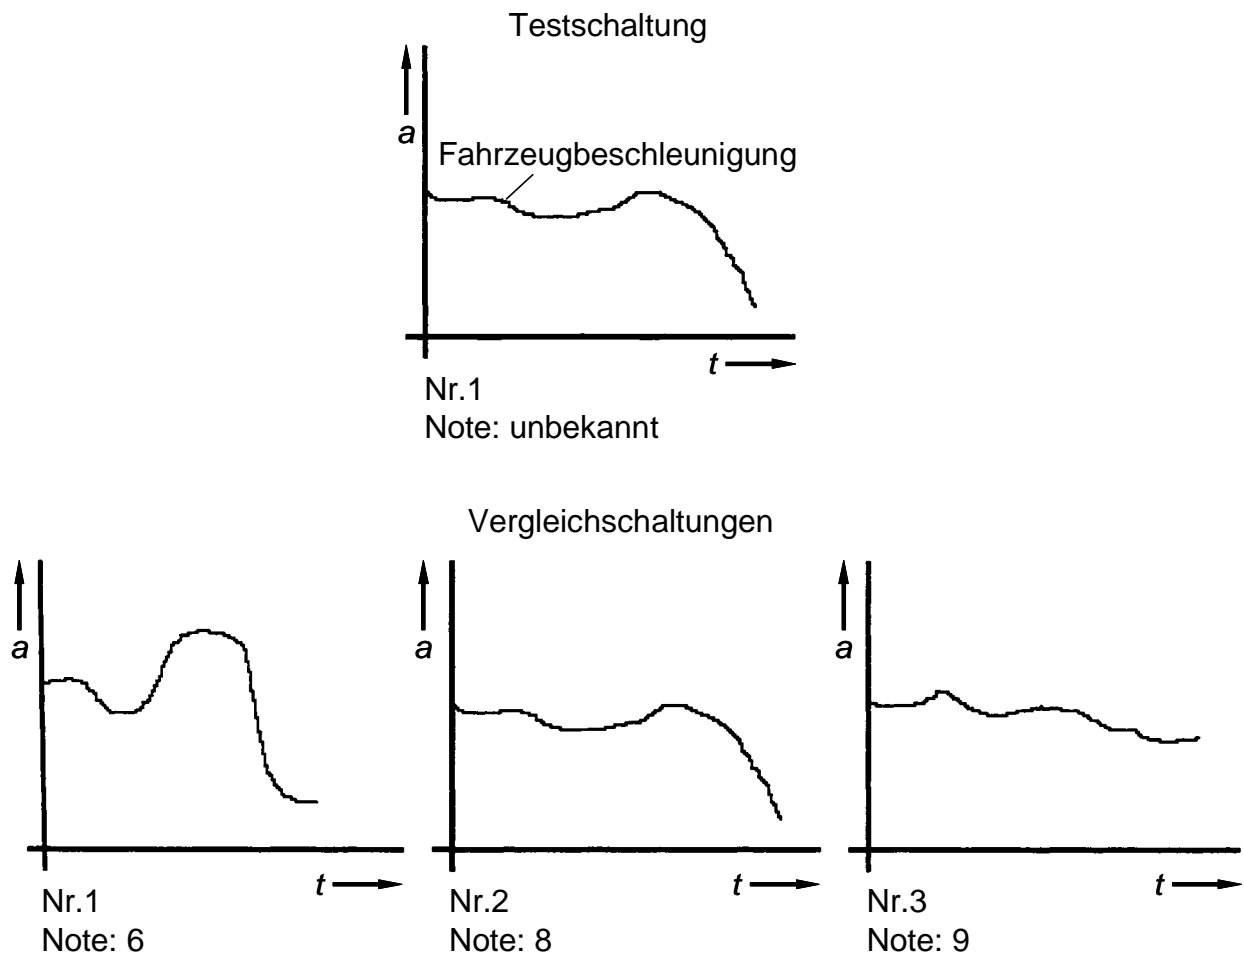 Testschaltung
a
Fahrzeugbeschleunigung
t
Nr.1
Note: unbekannt
Vergleichschaltungen
a
t
Nr.1
Note: 6
a
t
Nr.2
Note: 8
a
t
Nr.3
Note: 9